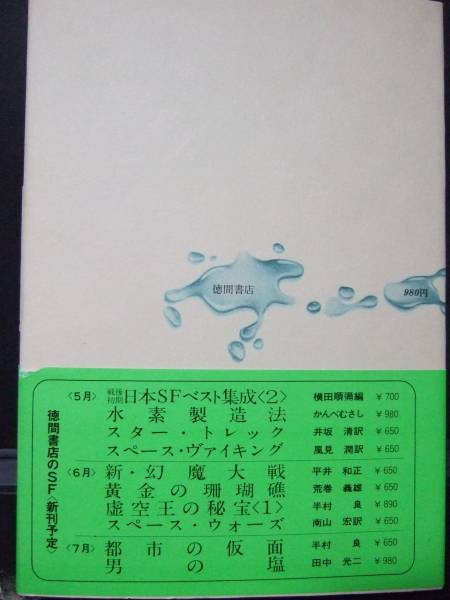 徳間書店
980円
徳間書店のSF〈新刊予定〉
〈5月〉 戦後初期日本SFベスト集成〈2〉 横田順彌編 ￥700
水素製造法 かんべむさし ￥980
スター・トレック 井坂 清訳 ￥650
スペース・ヴァイキング 風見 潤訳 ￥650
〈6月〉 新・幻魔大戦 平井 和正 ￥650
黄金の珊瑚礁 荒巻 義雄 ￥650
虚空王の秘宝〈1〉 半村 良 ￥890
スペース・ウォーズ 南山 宏訳 ￥650
〈7月〉 都市の仮面 半村 良 ￥650
男の塩 田中 光二 ￥980